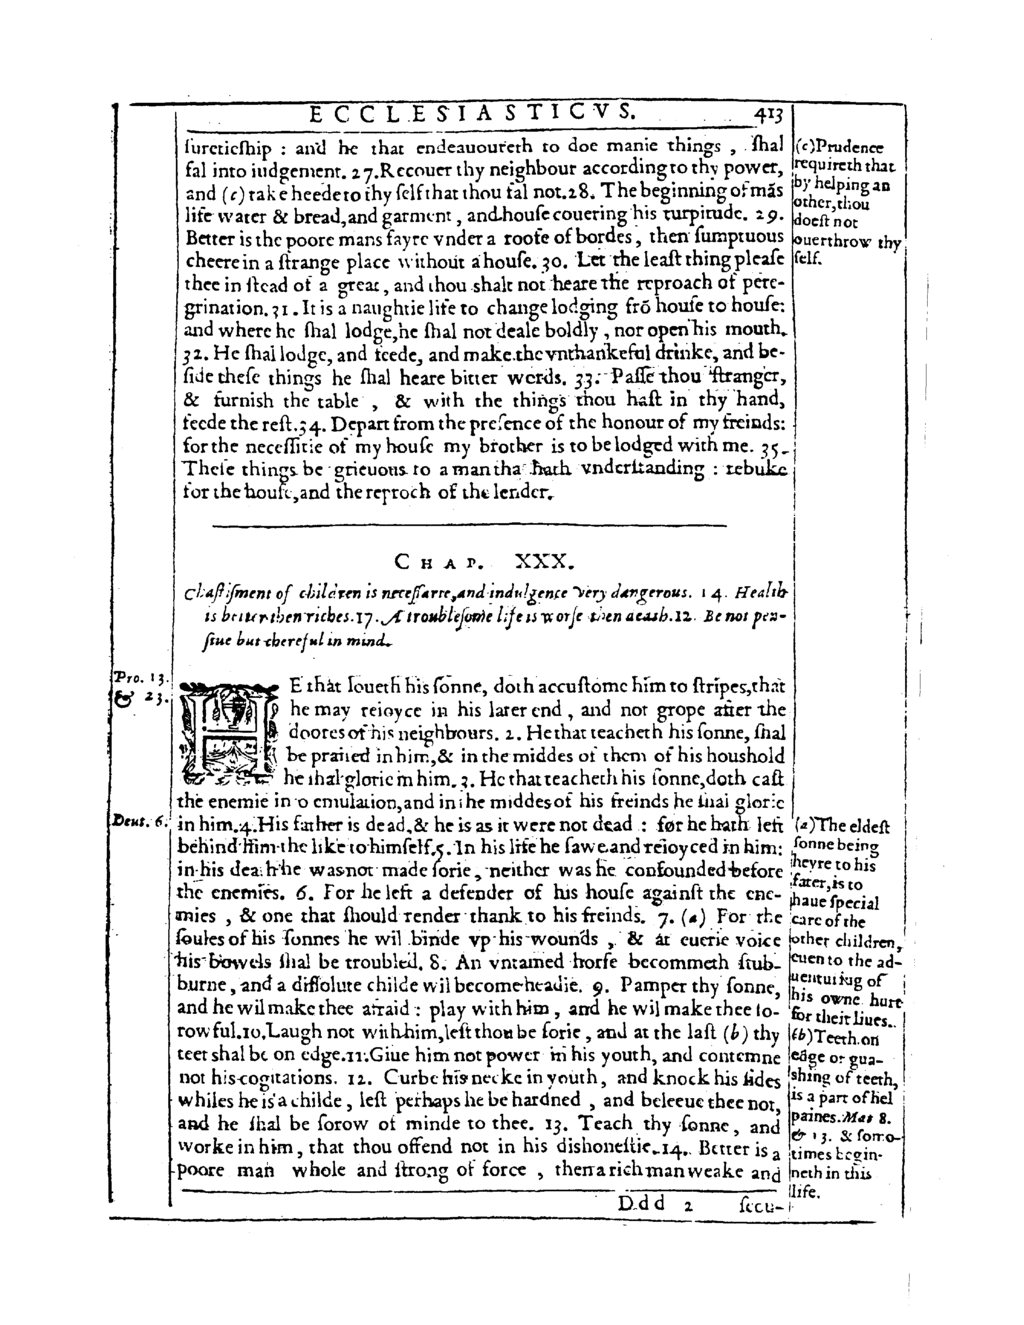 ECCLESIASTICVS. 413
ſureticſhip : and he that endeauoureth to doe manie things , ſhal
fal into iudgement. 27.Recouer thy neighbour according to thy power,
and (c) take heede to thy ſelf that thou fal not.28. The beginning of mās
life water & bread,and garment , and houſe couering his turpitude. 29.
Better is the poore mans fayre vnder a roofe of bordes , then ſumptuous
cheere in a ſtrange place without a houſe. 30. Let the leaſt thing pleaſe
thee in ſtead of a great , and thou shalt not heare the reproach of pere-
grination.31. It is a naughtie life to change lodging frō houſe to houſe:
and where he ſhal lodge,he ſhal not deale boldly , nor open his mouth.
32. He ſhal lodge, and feede, and make the vnthankeful drinke, and be-
ſide theſe things he ſhal heare bitter words. 33. Paſſe thou ſtranger,
& furnish the table , & with the things thou haſt in thy hand,
feede the reſt.34. Depart from the preſence of the honour of my freinds:
for the neceſſitie of my houſe my brother is to be lodged with me. 35.
Theſe things be grieuous to a man that hath vnderſtanding : rebuke
for the houſe,and the reproch of the lender.
(c)Prudence
requireth that
by helping an
other,thou
doeſt not
ouerthrow thy
ſelf.
CHAP. XXX.
Chaſtiſment of children is neceſſarie,and indulgence very dangerous. 14. Health
is better then riches.17. A troubleſome life is worſe then death.22. Be not pen-
ſiue but chereful in mind.
Pro. 13.
& 23.
HE that loueth his ſonne, doth accuſtome him to ſtripes,that
he may reioyce in his later end , and not grope after the
doores of his neighbours. 2. He that teacheth his ſonne, ſhal
be praiſed in him,& in the middes of them of his houshold
he ſhal glorie in him. 3. He that teacheth his ſonne,doth caſt
the enemie into emulation,and in the middes of his freinds he ſhal glorie
Deut. 6.
in him.4.His father is dead,& he is as it were not dead : for he hath left
behind him the like to himſelf.5. In his life he ſawe and reioyced in him:
in his death he was not made ſorie , neither was he confounded before
the enemies. 6. For he left a defender of his houſe againſt the ene-
mies , & one that ſhould render thank to his freinds. 7. (a) For the
ſoules of his ſonnes he wil binde vp his wounds , & at euerie voice
his bowels ſhal be troubled. 8. An vntamed horſe becommeth ſtub-
burne , and a diſſolute childe wil become headie. 9. Pamper thy ſonne,
and he wil make thee afraid : play with him , and he wil make thee ſo-
rowful.10.Laugh not with him,leſt thou be ſorie , and at the laſt (b) thy
teet shal be on edge.11.Giue him not power in his youth, and contemne
not his cogitations. 12. Curbe his necke in youth , and knock his ſides
whiles he is a childe , leſt perhaps he be hardned , and beleeue thee not,
and he ſhal be ſorow of minde to thee. 13. Teach thy ſonne , and
worke in him , that thou offend not in his dishoneſtie.14. Better is a
poore man whole and ſtrong of force , then a rich man weake and
(a)The eldeſt
ſonne being
heyre to his
fater,is to
haue ſpecial
care of the
other children,
euen to the ad-
uenturing of
his owne hurt
for their liues.
(b)Teeth on
edge or gna-
shing of teeth,
is a part of hel
paines. Mat 8.
& 13. & ſome-
times begin-
neth in this
life.
Ddd 2 ſecu-